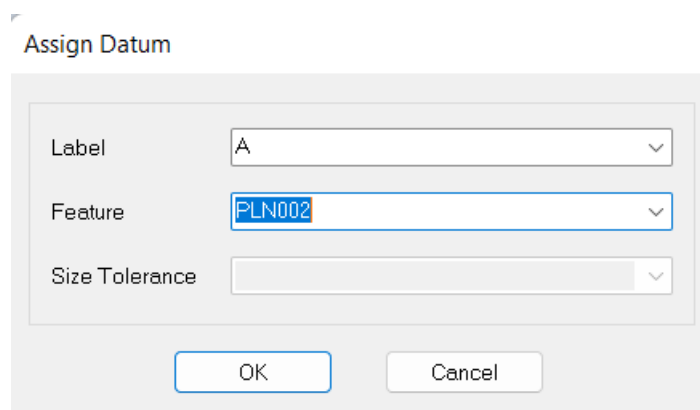 Assign Datum
Label A
Feature PLN002
Size Tolerance
OK Cancel